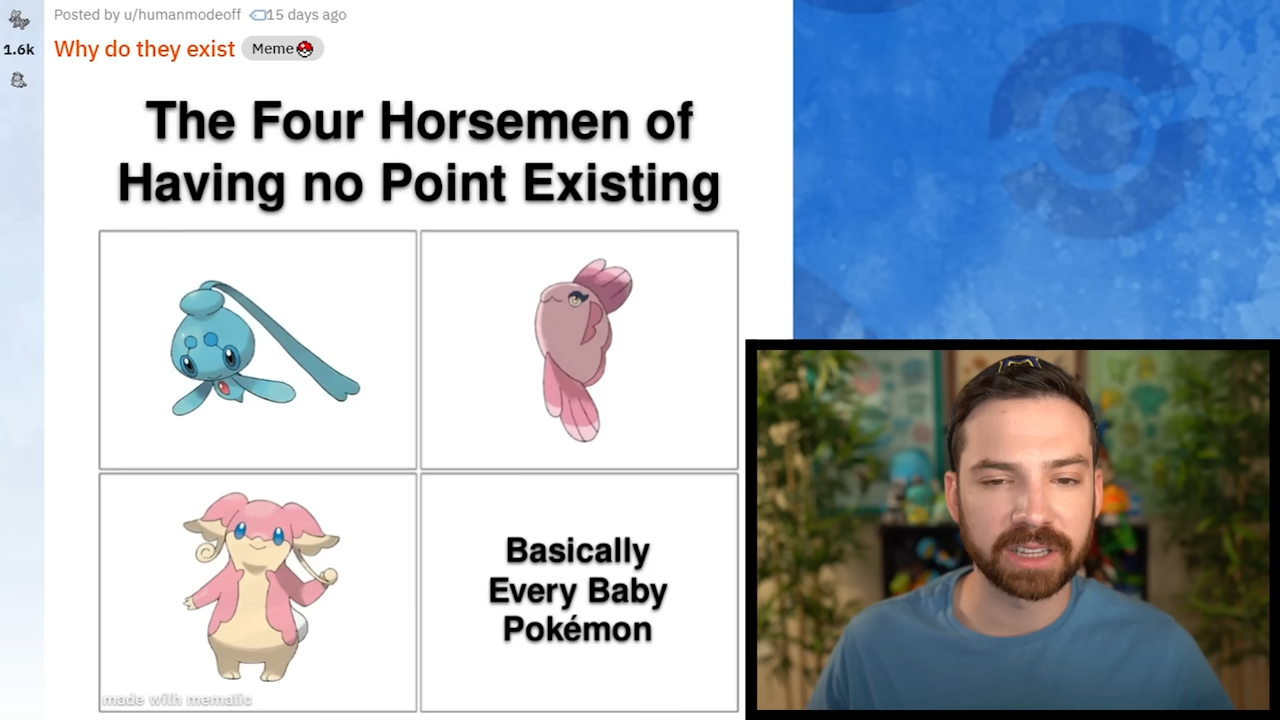 Posted by u/humanmodeoff 15 days ago
1.6k
Why do they exist Meme
The Four Horsemen of
Having no Point Existing
Basically
Every Baby
Pokémon
made with mematic